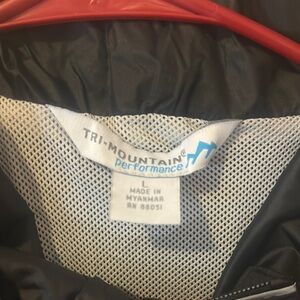 TRI-MOUNTAIN®
performance
L
MADE IN
MYANMAR
RN 88051